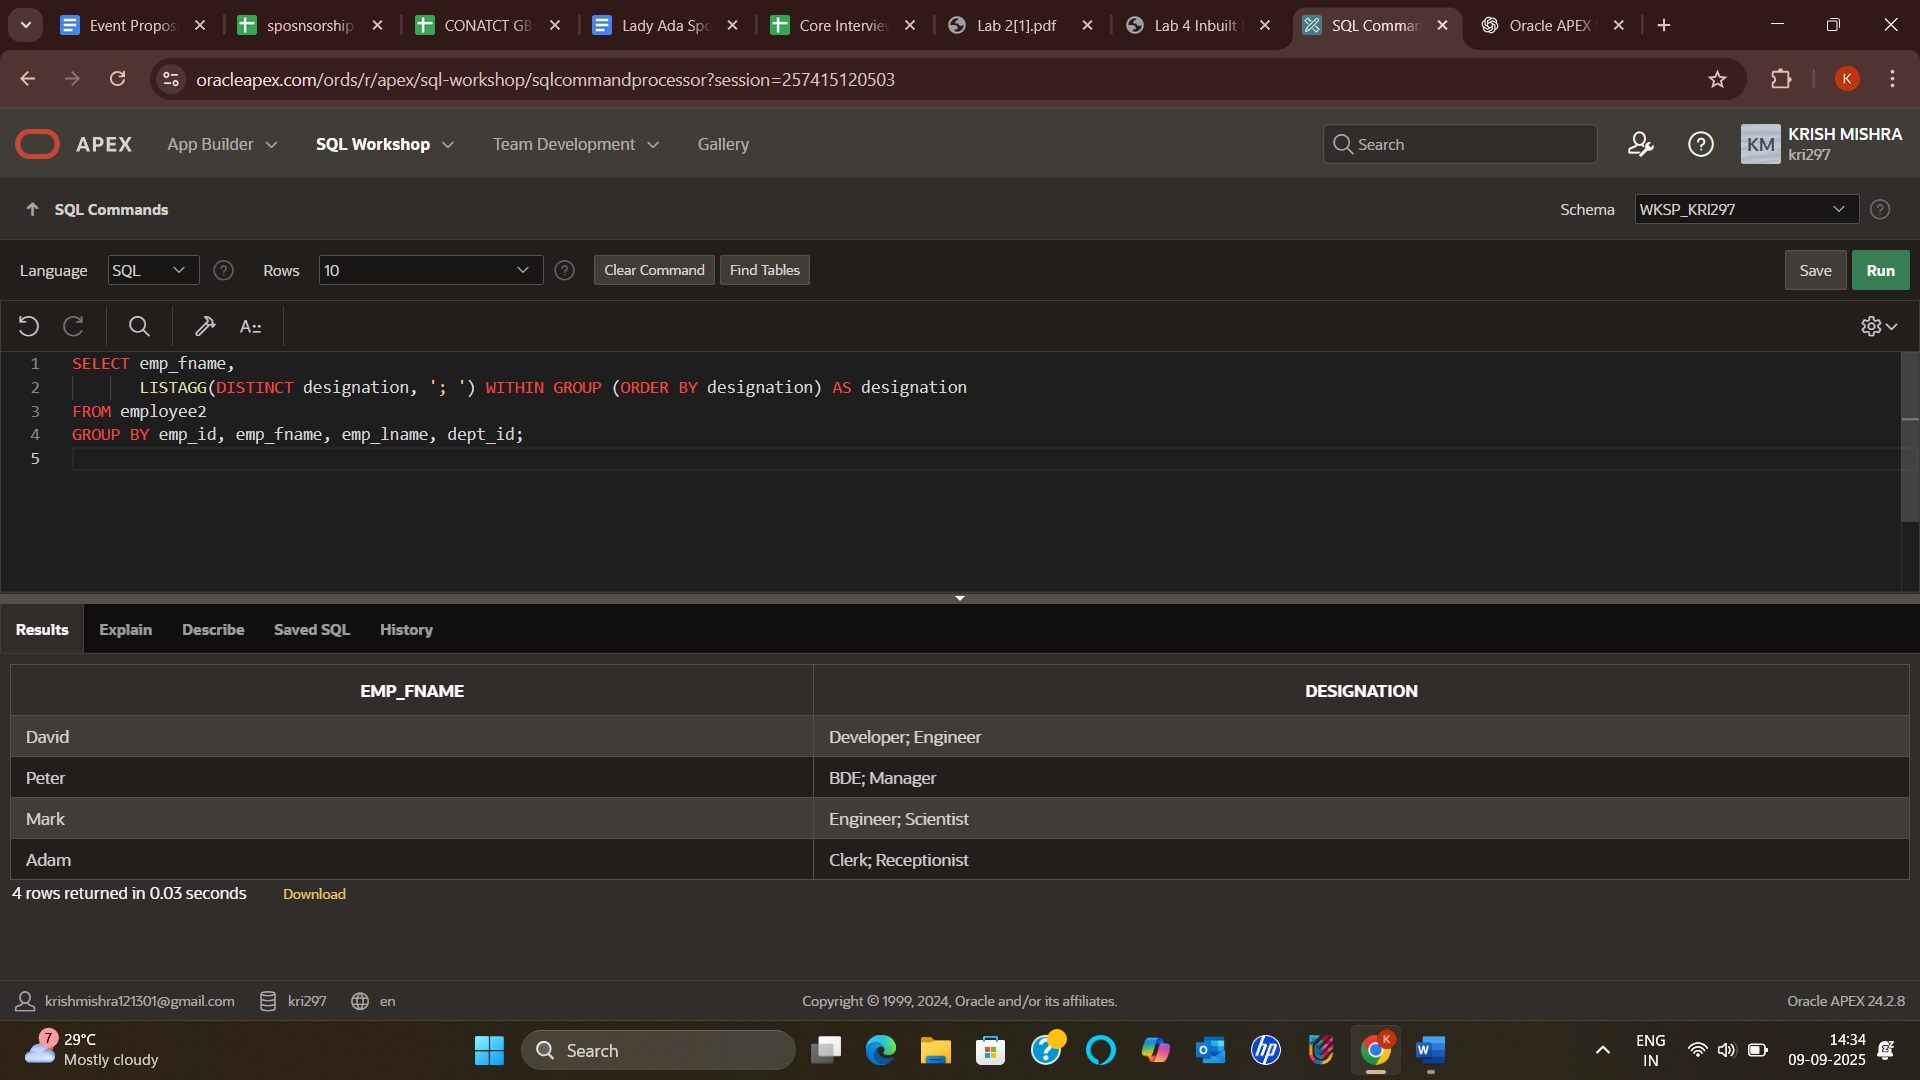 Event Propos
sposnsorship
CONATCT GB
Lady Ada Spo
Core Interview
Lab 2[1].pdf
Lab 4 Inbuilt
SQL Comman
Oracle APEX
oracleapex.com/ords/r/apex/sql-workshop/sqlcommandprocessor?session=257415120503
K
APEX
App Builder
SQL Workshop
Team Development
Gallery
Search
KM
KRISH MISHRA
kri297
SQL Commands
Schema
WKSP_KRI297
Language
SQL
Rows
10
Clear Command
Find Tables
Save
Run
1 SELECT emp_fname,
2 LISTAGG(DISTINCT designation, '; ') WITHIN GROUP (ORDER BY designation) AS designation
3 FROM employee2
4 GROUP BY emp_id, emp_fname, emp_lname, dept_id;
5
Results
Explain
Describe
Saved SQL
History
EMP_FNAME DESIGNATION
David Developer; Engineer
Peter BDE; Manager
Mark Engineer; Scientist
Adam Clerk; Receptionist
4 rows returned in 0.03 seconds
Download
krishmishra121301@gmail.com
kri297
en
Copyright © 1999, 2024, Oracle and/or its affiliates.
Oracle APEX 24.2.8
7
29°C
Mostly cloudy
Search
ENG
IN
14:34
09-09-2025